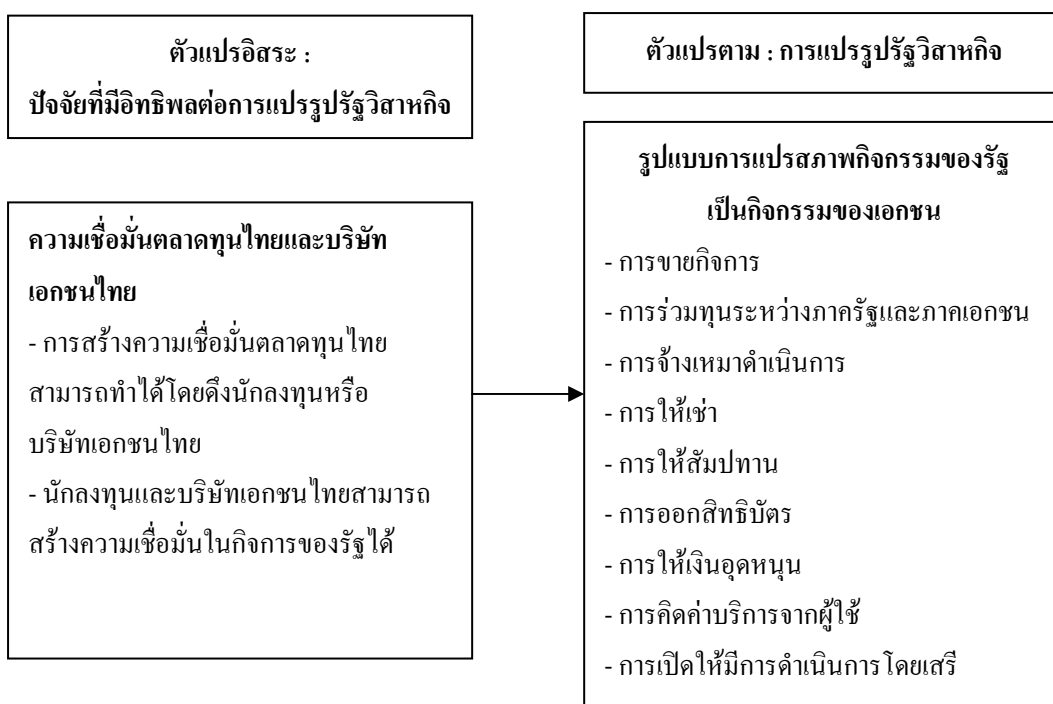 ตัวแปรอิสระ :
ปัจจัยที่มีอิทธิพลต่อการแปรรูปรัฐวิสาหกิจ
ความเชื่อมั่นตลาดทุนไทยและบริษัท
เอกชนไทย
- การสร้างความเชื่อมั่นตลาดทุนไทย
สามารถทำได้โดยดึงนักลงทุนหรือ
บริษัทเอกชนไทย
- นักลงทุนและบริษัทเอกชนไทยสามารถ
สร้างความเชื่อมั่นในกิจการของรัฐได้
ตัวแปรตาม : การแปรรูปรัฐวิสาหกิจ
รูปแบบการแปรสภาพกิจกรรมของรัฐ
เป็นกิจกรรมของเอกชน
- การขายกิจการ
- การร่วมทุนระหว่างภาครัฐและภาคเอกชน
- การจ้างเหมาดำเนินการ
- การให้เช่า
- การให้สัมปทาน
- การออกสิทธิบัตร
- การให้เงินอุดหนุน
- การคิดค่าบริการจากผู้ใช้
- การเปิดให้มีการดำเนินการโดยเสรี